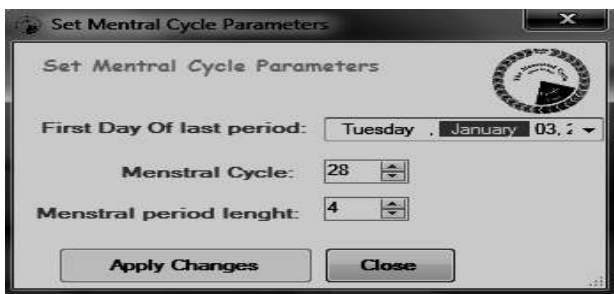 Set Mentral Cycle Parameters
Set Mentral Cycle Parameters
First Day Of last period: Tuesday , January 03, 2
Menstral Cycle: 28
Menstral period lenght: 4
Apply Changes Close